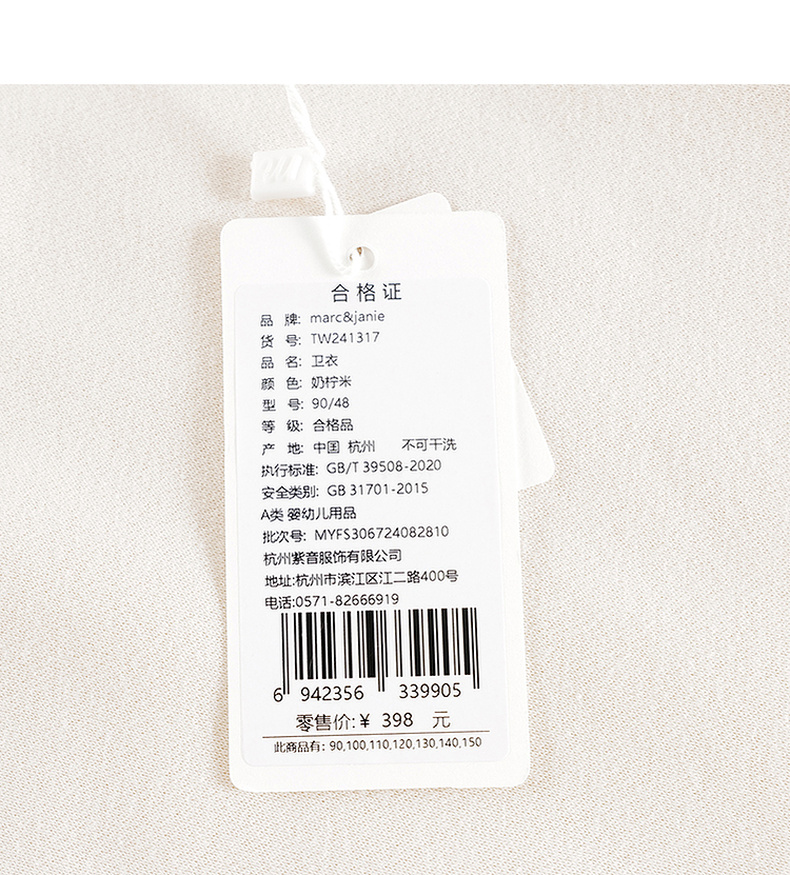 合格证
品 牌: marc&janie
货 号: TW241317
品 名: 卫衣
颜 色: 奶柠米
型 号: 90/48
等 级: 合格品
产 地: 中国 杭州 不可干洗
执行标准: GB/T 39508-2020
安全类别: GB 31701-2015
A类 婴幼儿用品
批次号: MYFS306724082810
杭州紫音服饰有限公司
地址:杭州市滨江区江二路400号
电话:0571-82666919
6 942356 339905
零售价:¥ 398 元
此商品有: 90,100,110,120,130,140,150